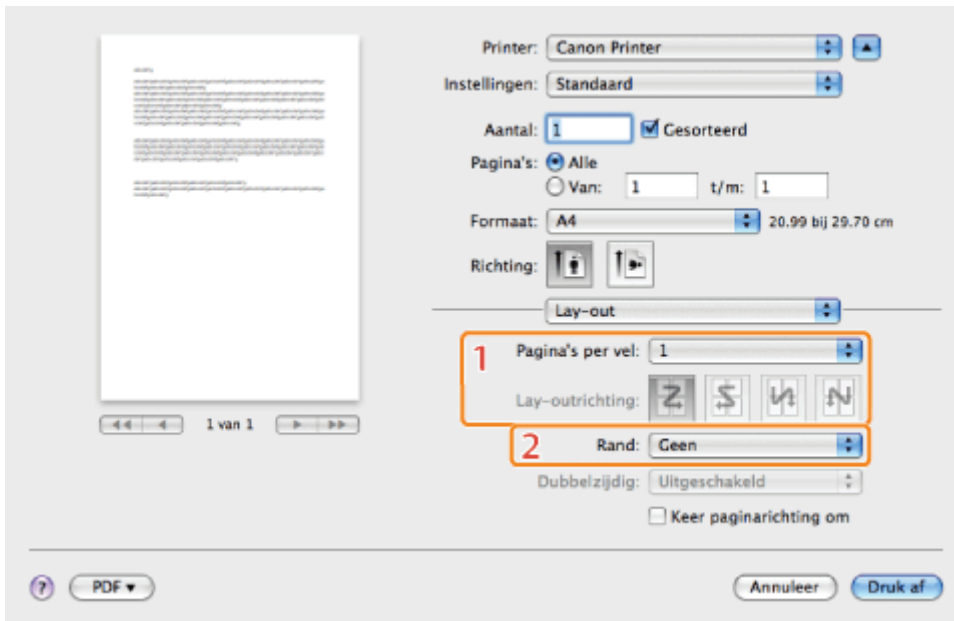 Printer: Canon Printer
Instellingen: Standaard
Aantal: 1 Gesorteerd
Pagina's: Alle
Van: 1 t/m: 1
Formaat: A4 20.99 bij 29.70 cm
Richting:
Lay-out
1 Pagina's per vel: 1
Lay-outrichting:
2 Rand: Geen
Dubbelzijdig: Uitgeschakeld
Keer paginarichting om
1 van 1
? PDF Annuleer Druk af